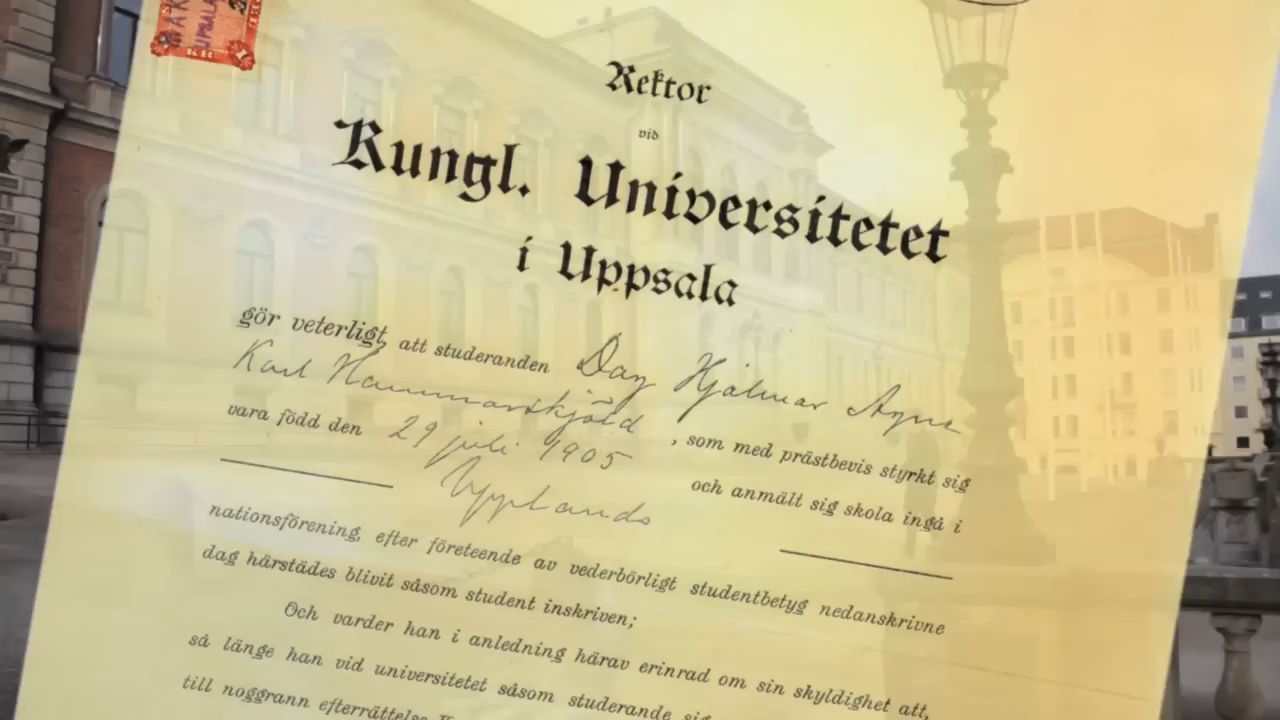 UPSALA
Rektor
vid
Kungl. Universitetet
i Uppsala
gör veterligt, att studeranden Dag Hjalmar Agne
Karl Hammarskjöld , som med prästbevis styrkt sig
vara född den 29 juli 1905 och anmält sig skola ingå i
Upplands
nationsförening, efter företeende av vederbörligt studentbetyg nedanskrivne
dag härstädes blivit såsom student inskriven;
Och varder han i anledning härav erinrad om sin skyldighet att,
så länge han vid universitetet såsom studerande
till noggrann efterrättelse